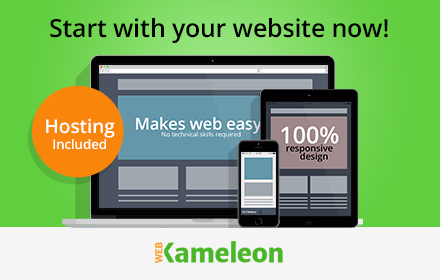 Start with your website now!
Hosting
Included
Makes web easy
No technical skills required
100%
responsive
design
WEB
Kameleon